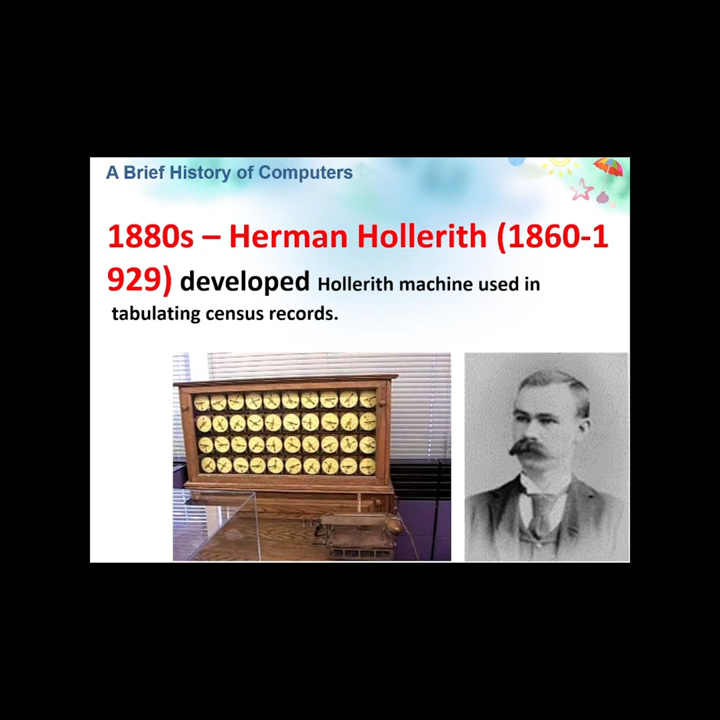 A Brief History of Computers
1880s – Herman Hollerith (1860-1
929) developed Hollerith machine used in
tabulating census records.